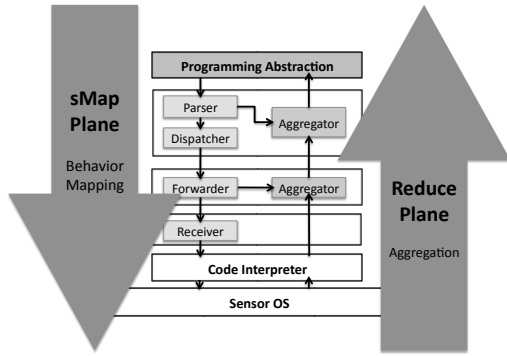 Programming Abstraction
sMap
Plane
Behavior
Mapping
Parser
Aggregator
Dispatcher
Forwarder
Aggregator
Reduce
Plane
Aggregation
Receiver
Code Interpreter
Sensor OS